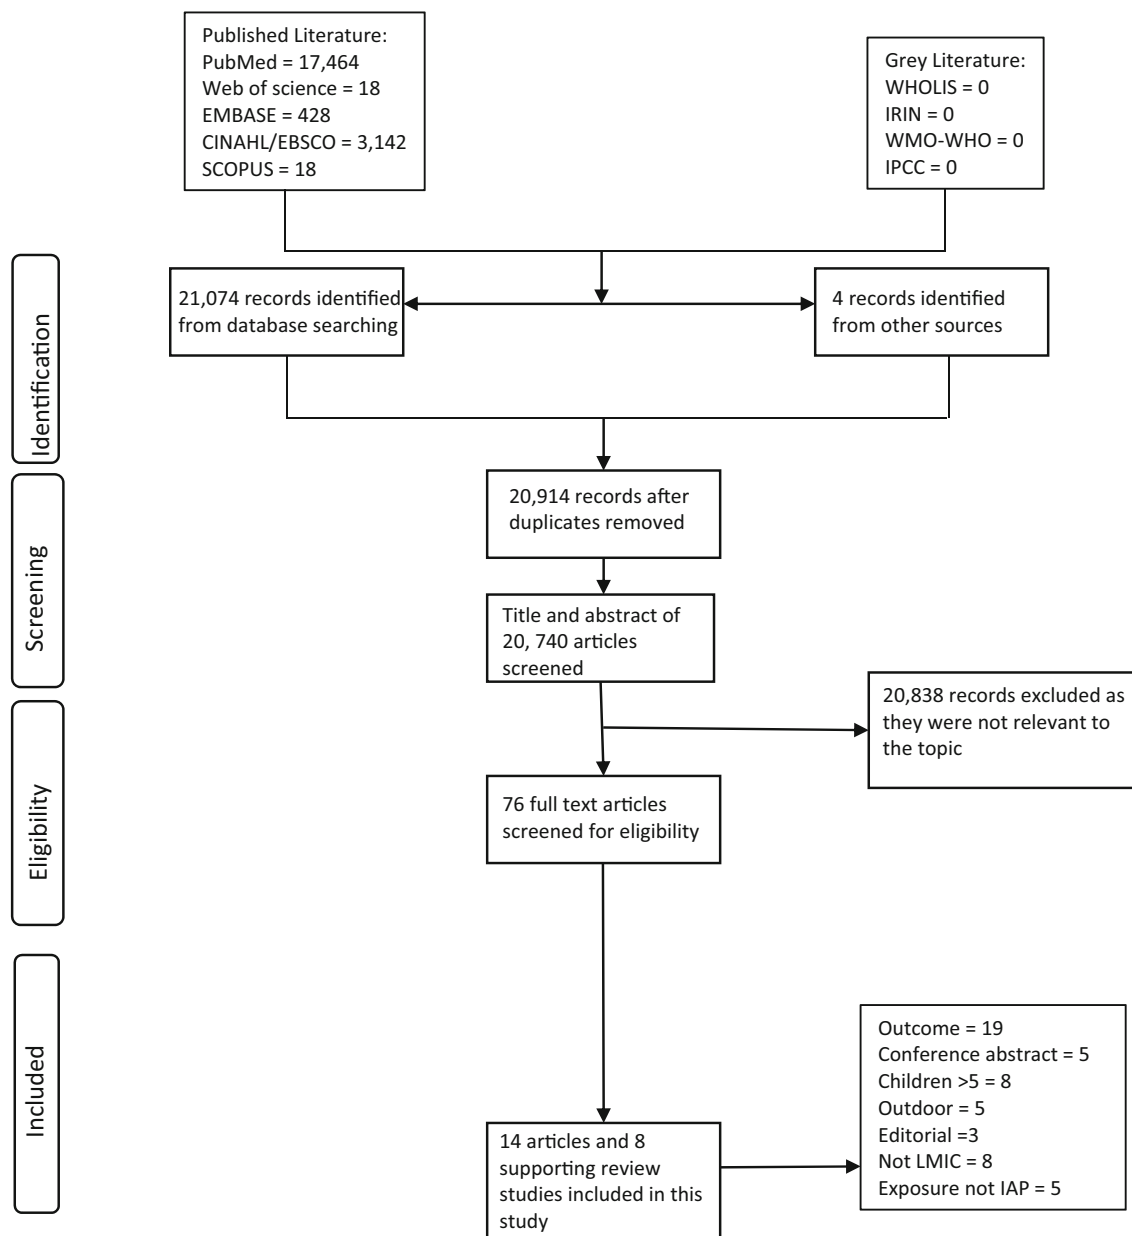 Published Literature:
PubMed = 17,464
Web of science = 18
EMBASE = 428
CINAHL/EBSCO = 3,142
SCOPUS = 18
Grey Literature:
WHOLIS = 0
IRIN = 0
WMO-WHO = 0
IPCC = 0
Identification
21,074 records identified
from database searching
4 records identified
from other sources
Screening
20,914 records after
duplicates removed
Title and abstract of
20, 740 articles
screened
20,838 records excluded as
they were not relevant to
the topic
Eligibility
76 full text articles
screened for eligibility
Included
Outcome = 19
Conference abstract = 5
Children >5 = 8
Outdoor = 5
Editorial =3
Not LMIC = 8
Exposure not IAP = 5
14 articles and 8
supporting review
studies included in this
study